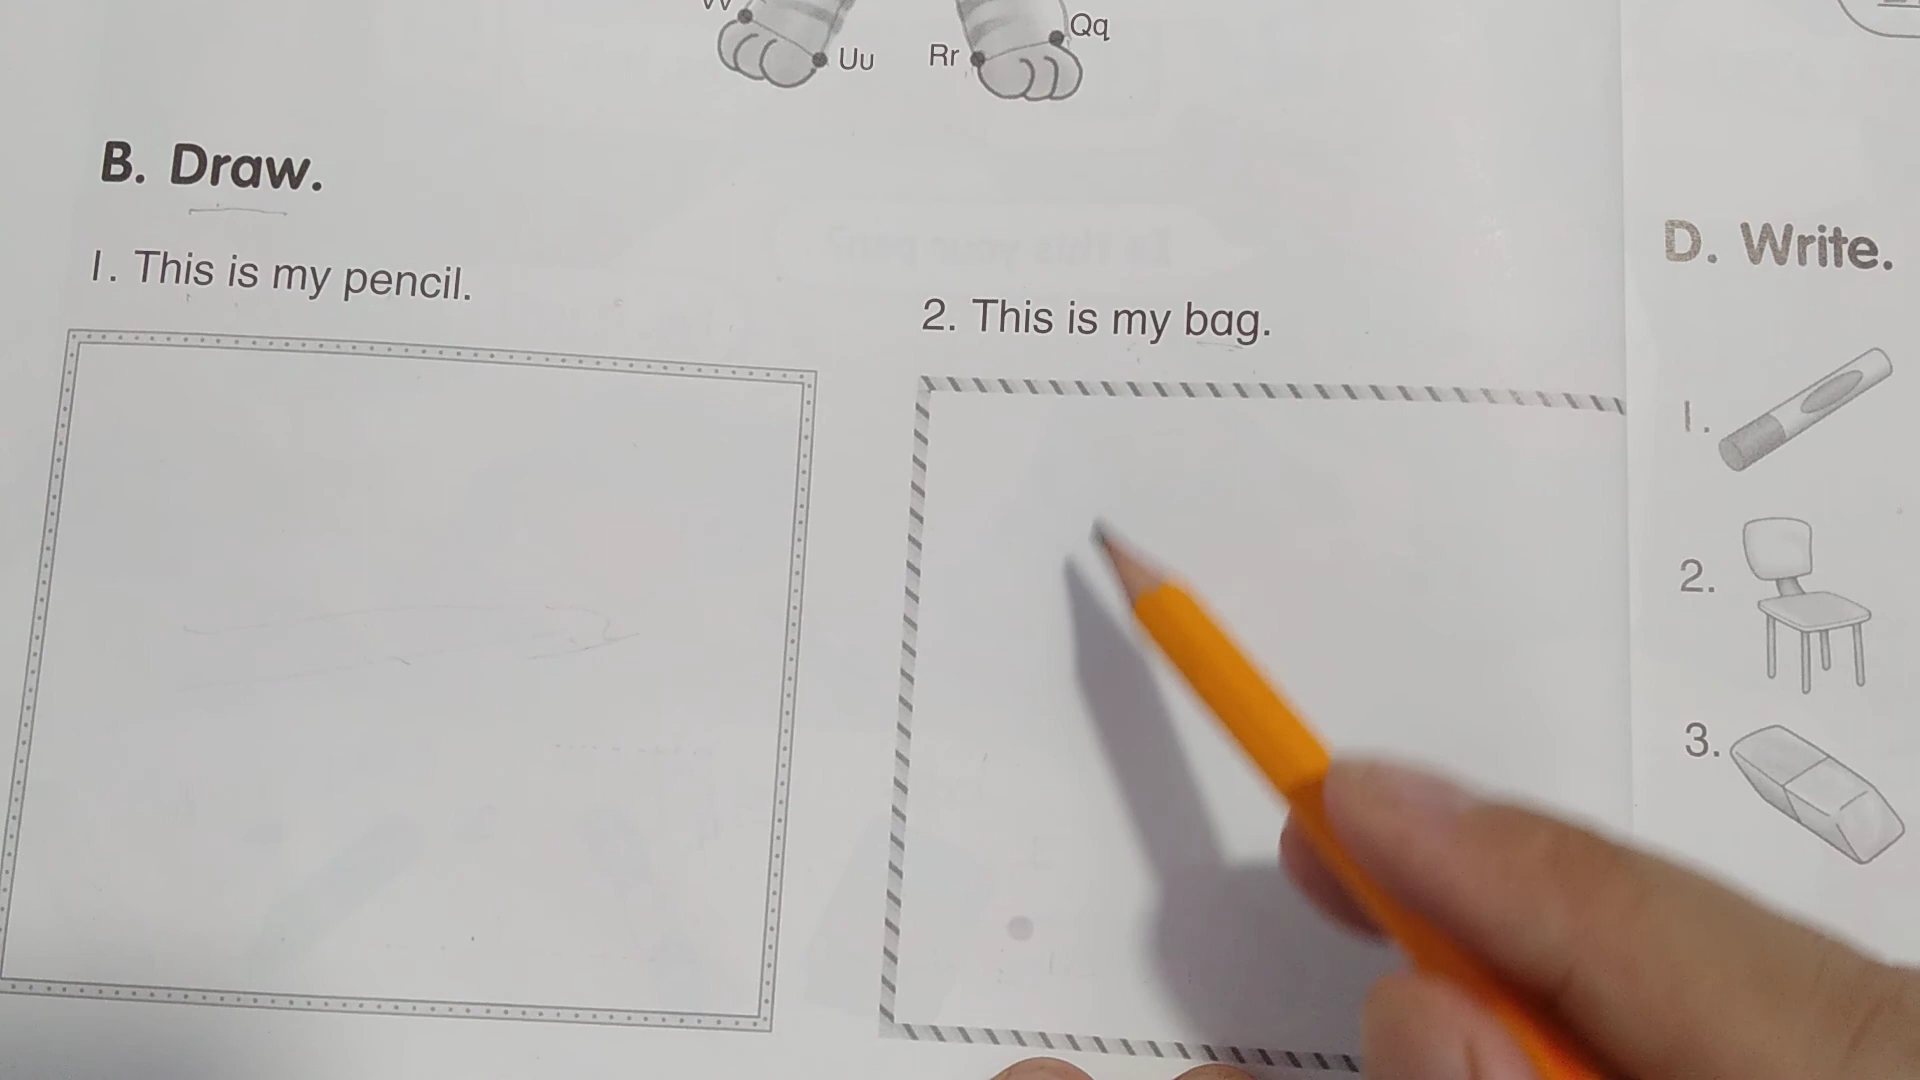 Uu
Rr
Qq
B. Draw.
1. This is my pencil.
2. This is my bag.
D. Write.
1.
2.
3.